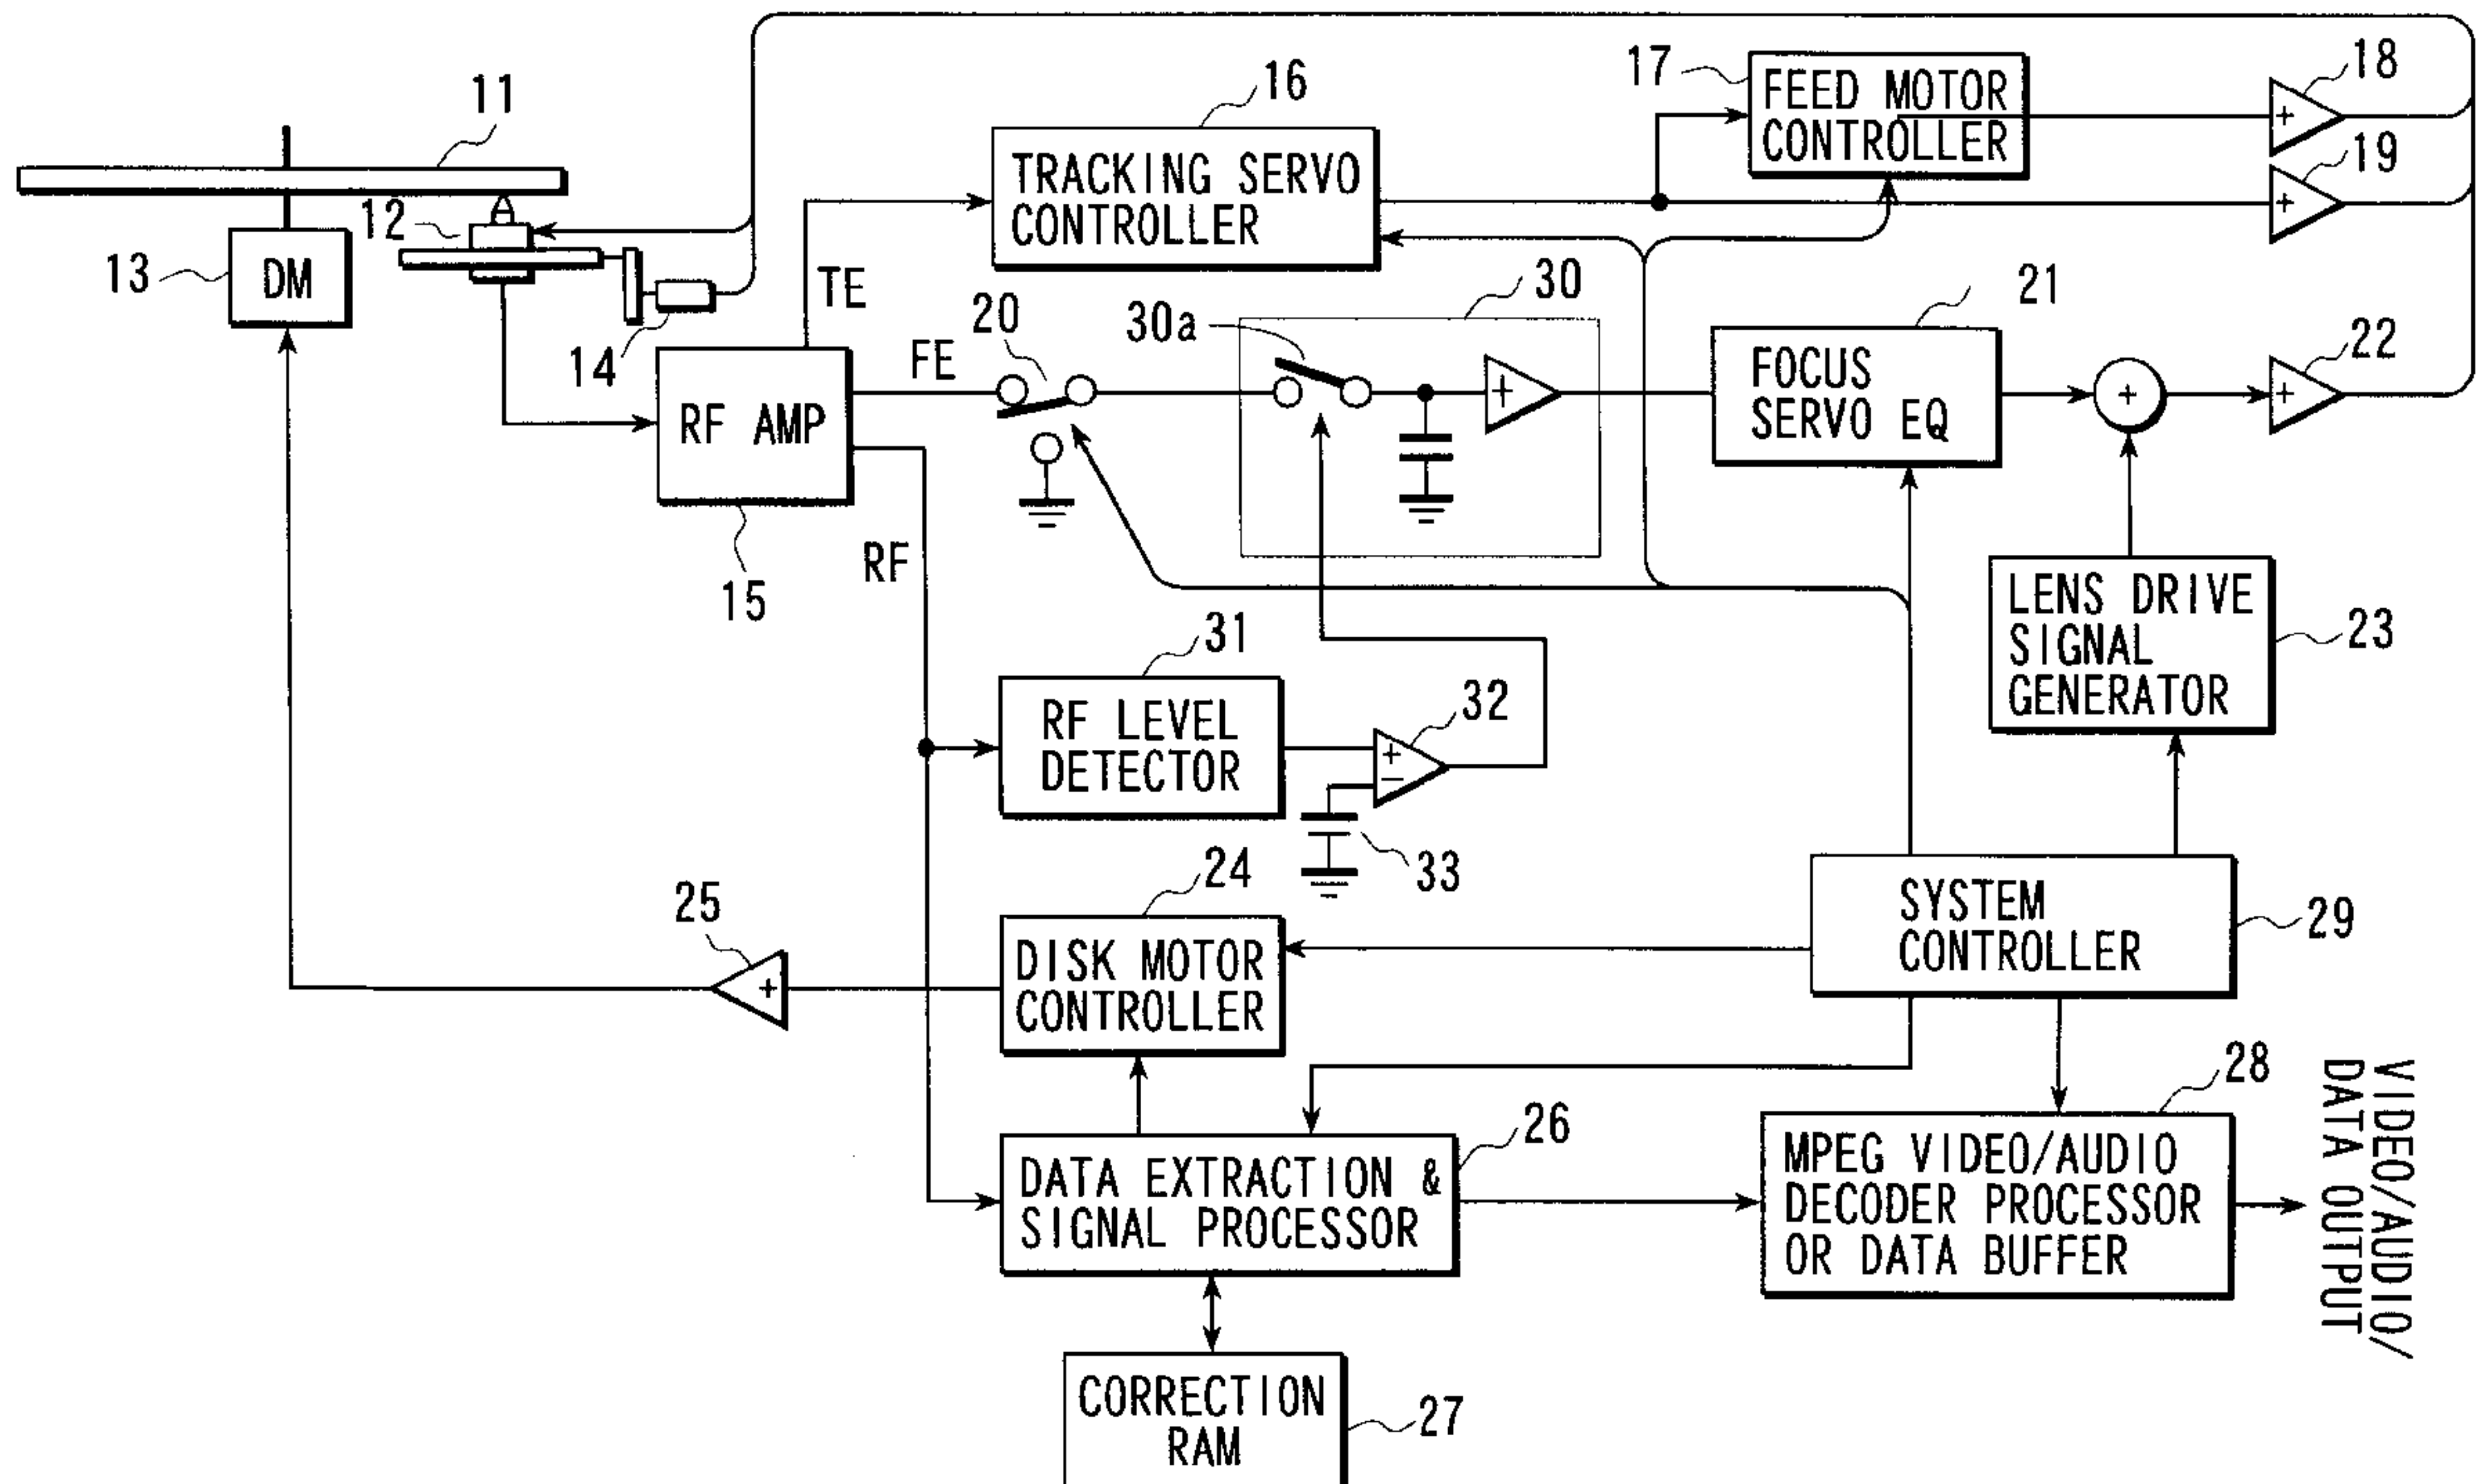 11
16
17
FEED MOTOR
CONTROLLER
18
19
12
13
DM
14
TRACKING SERVO
CONTROLLER
TE
FE
20
30a
30
21
22
RF AMP
15
RF
+
+
+
FOCUS
SERVO EQ
+
+
LENS DRIVE
SIGNAL
GENERATOR
23
31
RF LEVEL
DETECTOR
32
+
−
33
24
25
+
DISK MOTOR
CONTROLLER
SYSTEM
CONTROLLER
29
26
DATA EXTRACTION &
SIGNAL PROCESSOR
28
MPEG VIDEO/AUDIO
DECODER PROCESSOR
OR DATA BUFFER
VIDEO/AUDIO/
DATA OUTPUT
CORRECTION
RAM
27